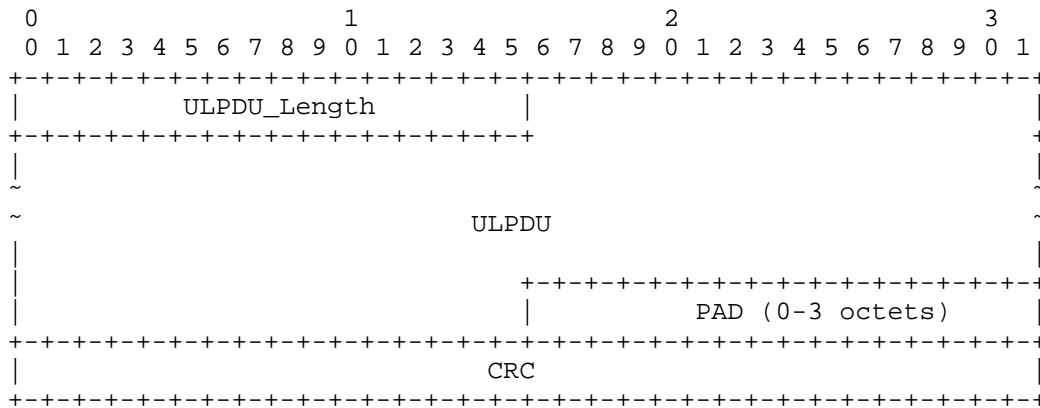 0                   1                   2                   3
 0 1 2 3 4 5 6 7 8 9 0 1 2 3 4 5 6 7 8 9 0 1 2 3 4 5 6 7 8 9 0 1
+-+-+-+-+-+-+-+-+-+-+-+-+-+-+-+-+-+-+-+-+-+-+-+-+-+-+-+-+-+-+-+-+
|          ULPDU_Length         |                               |
+-+-+-+-+-+-+-+-+-+-+-+-+-+-+-+-+                               +
|                                                               |
~                                                               ~
~                            ULPDU                              ~
|                                                               |
|                               +-+-+-+-+-+-+-+-+-+-+-+-+-+-+-+-+
|                               |          PAD (0-3 octets)     |
+-+-+-+-+-+-+-+-+-+-+-+-+-+-+-+-+-+-+-+-+-+-+-+-+-+-+-+-+-+-+-+-+
|                             CRC                               |
+-+-+-+-+-+-+-+-+-+-+-+-+-+-+-+-+-+-+-+-+-+-+-+-+-+-+-+-+-+-+-+-+